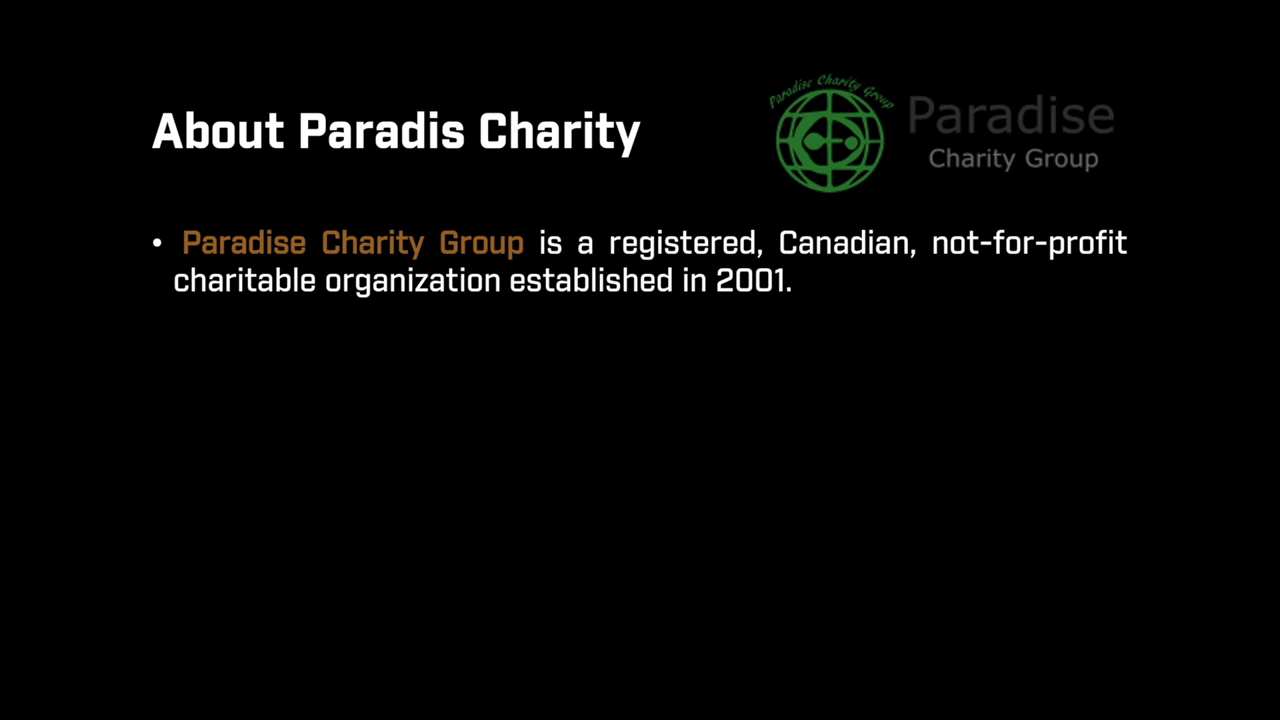 About Paradis Charity
Paradise Charity Group
Paradise
Charity Group
• Paradise Charity Group is a registered, Canadian, not-for-profit
charitable organization established in 2001.